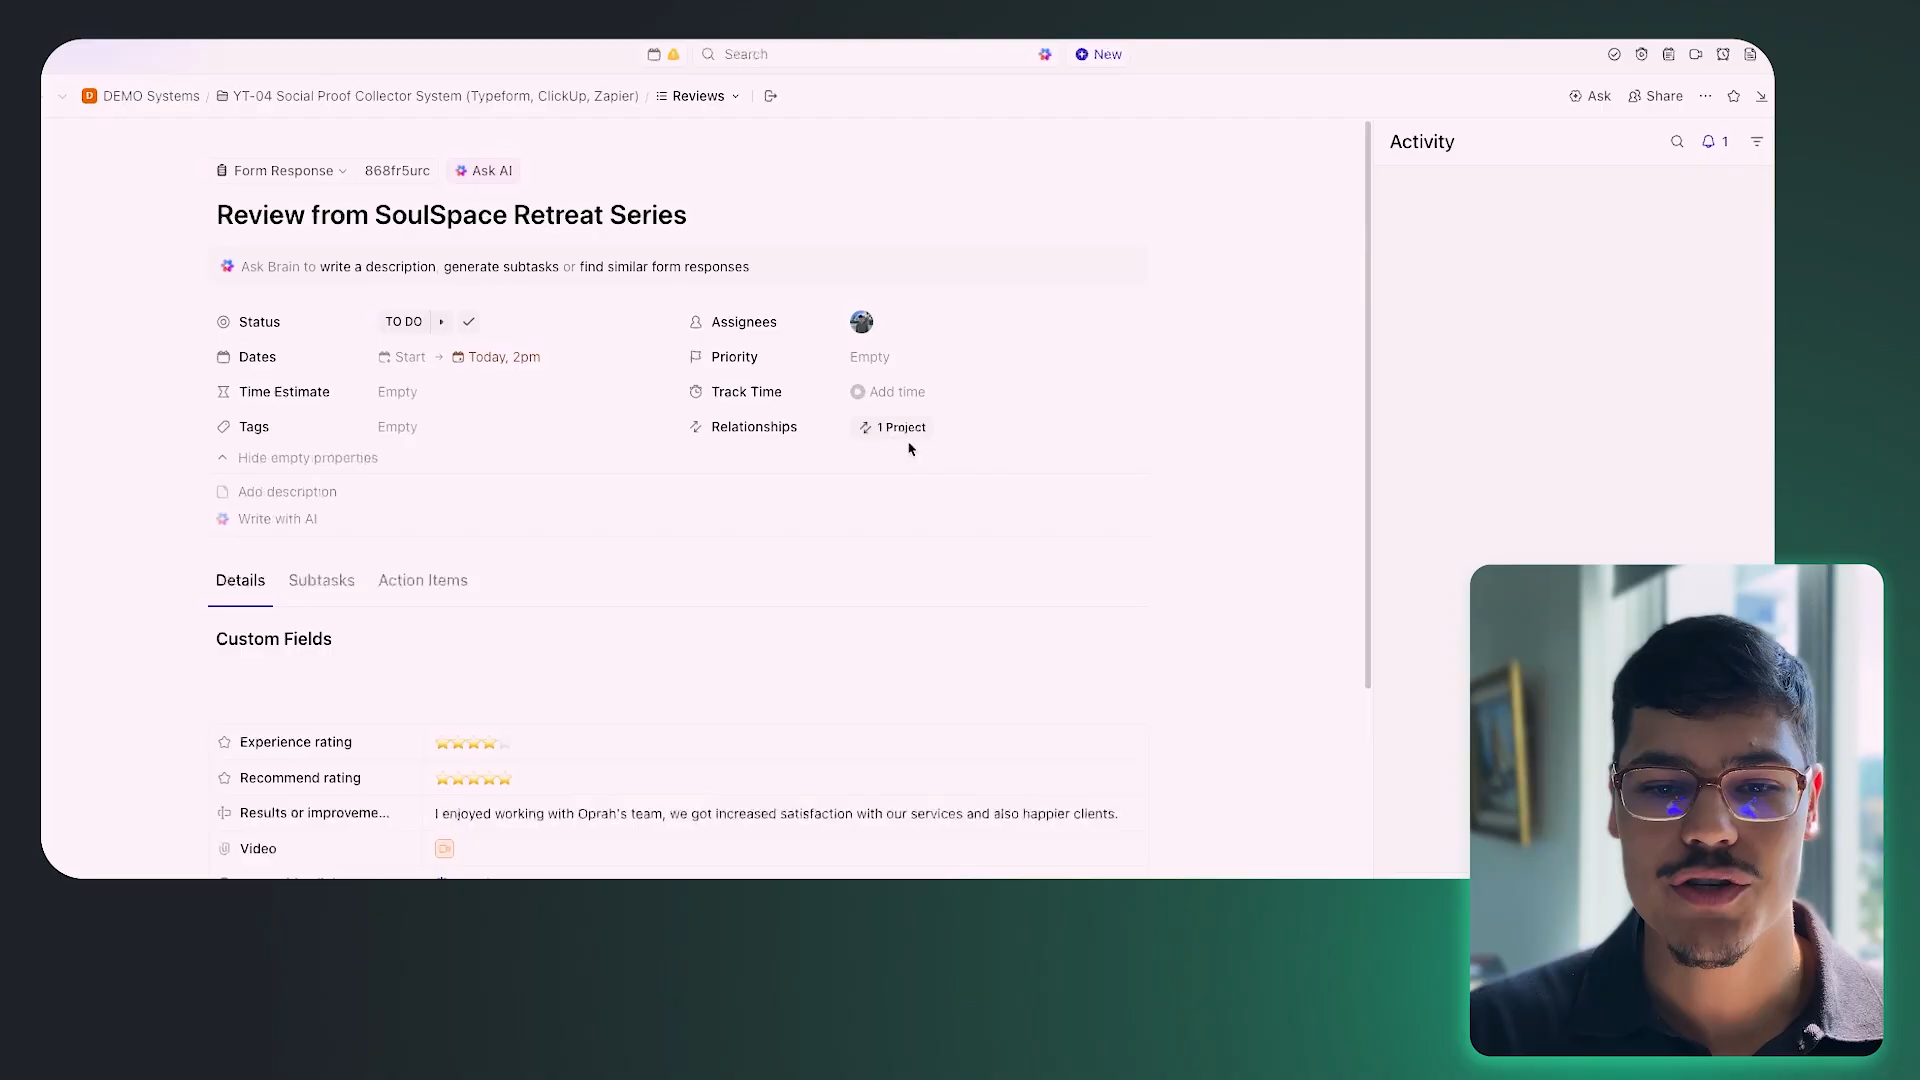 Search
New
D DEMO Systems / YT-04 Social Proof Collector System (Typeform, ClickUp, Zapier) / Reviews
Ask
Share
Activity
1
Form Response
868fr5urc
Ask AI
Review from SoulSpace Retreat Series
Ask Brain to write a description, generate subtasks or find similar form responses
Status
TO DO
Assignees
Dates
Start → Today, 2pm
Priority
Empty
Time Estimate
Empty
Track Time
Add time
Tags
Empty
Relationships
1 Project
Hide empty properties
Add description
Write with AI
Details
Subtasks
Action Items
Custom Fields
Experience rating
Recommend rating
Results or improveme...
I enjoyed working with Oprah's team, we got increased satisfaction with our services and also happier clients.
Video